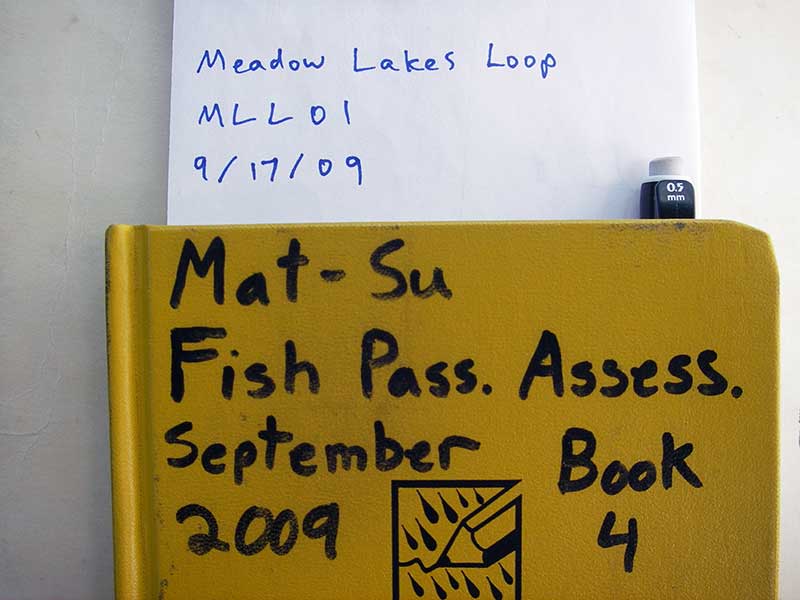 Meadow Lakes Loop
MLL01
9/17/09
0.5
mm
Mat-Su
Fish Pass. Assess.
September Book
2009 4